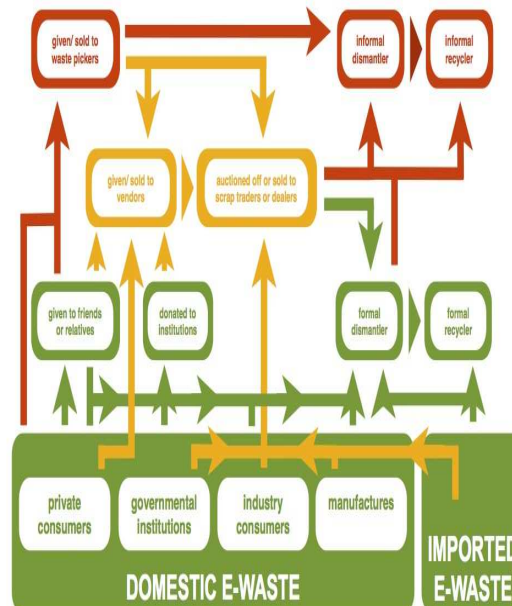 given/ sold to
waste pickers
informal
dismantler
informal
recycler
given/ sold to
vendors
auctioned off or sold to
scrap traders or dealers
given to friends
or relatives
donated to
institutions
formal
dismantler
formal
recycler
private
consumers
governmental
institutions
industry
consumers
manufactures
DOMESTIC E-WASTE
IMPORTED
E-WASTE